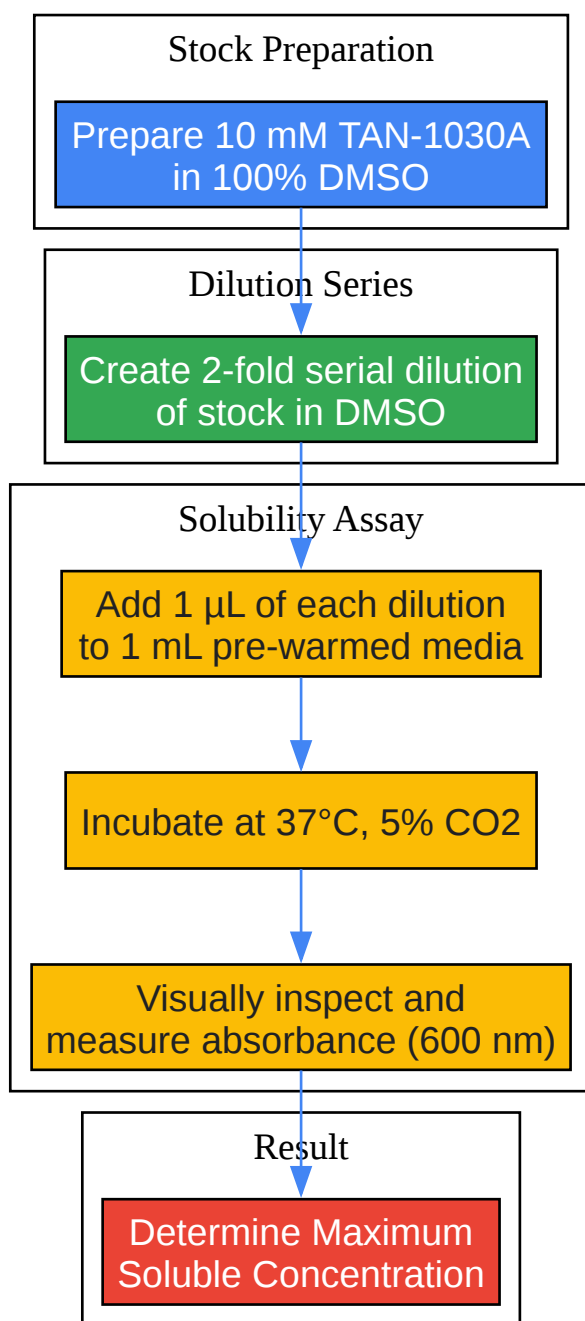 Stock Preparation
Prepare 10 mM TAN-1030A
in 100% DMSO
Dilution Series
Create 2-fold serial dilution
of stock in DMSO
Solubility Assay
Add 1 µL of each dilution
to 1 mL pre-warmed media
Incubate at 37°C, 5% CO2
Visually inspect and
measure absorbance (600 nm)
Result
Determine Maximum
Soluble Concentration